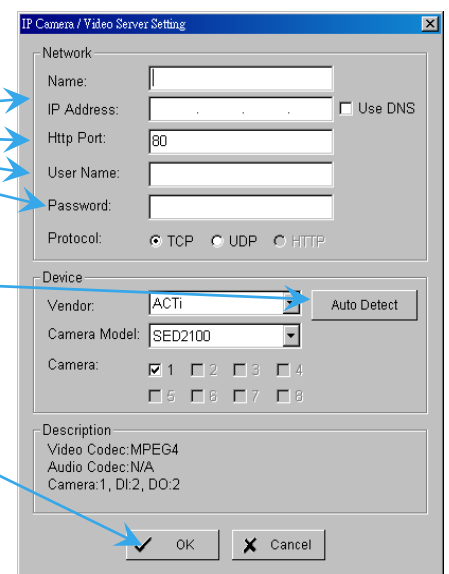 IP Camera / Video Server Setting
Network
Name:
IP Address: . . . Use DNS
Http Port: 80
User Name:
Password:
Protocol: TCP UDP HTTP
Device
Vendor: ACTi Auto Detect
Camera Model: SED2100
Camera: 1 2 3 4
5 6 7 8
Description
Video Codec:MPEG4
Audio Codec:N/A
Camera:1, DI:2, DO:2
OK Cancel